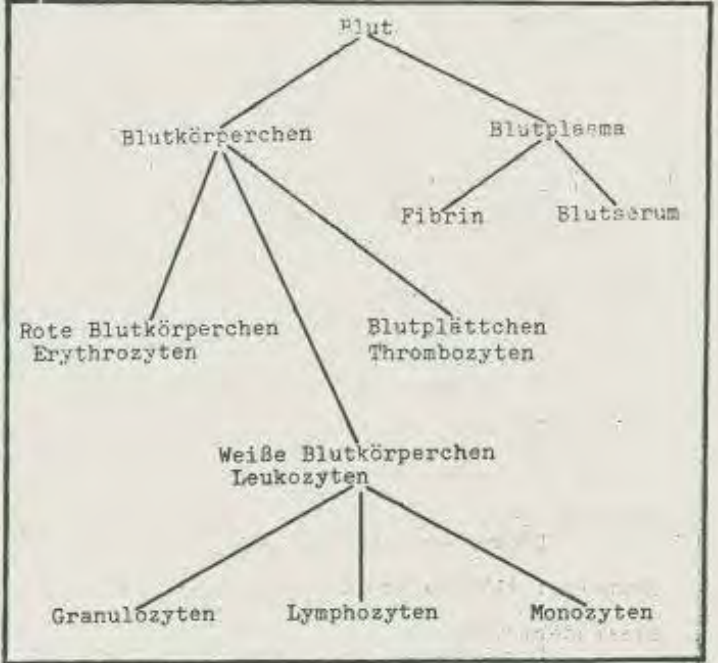 Blut
Blutkörperchen
Blutplasma
Fibrin
Blutserum
Rote Blutkörperchen
Erythrozyten
Blutplättchen
Thrombozyten
Weiße Blutkörperchen
Leukozyten
Granulozyten
Lymphozyten
Monozyten